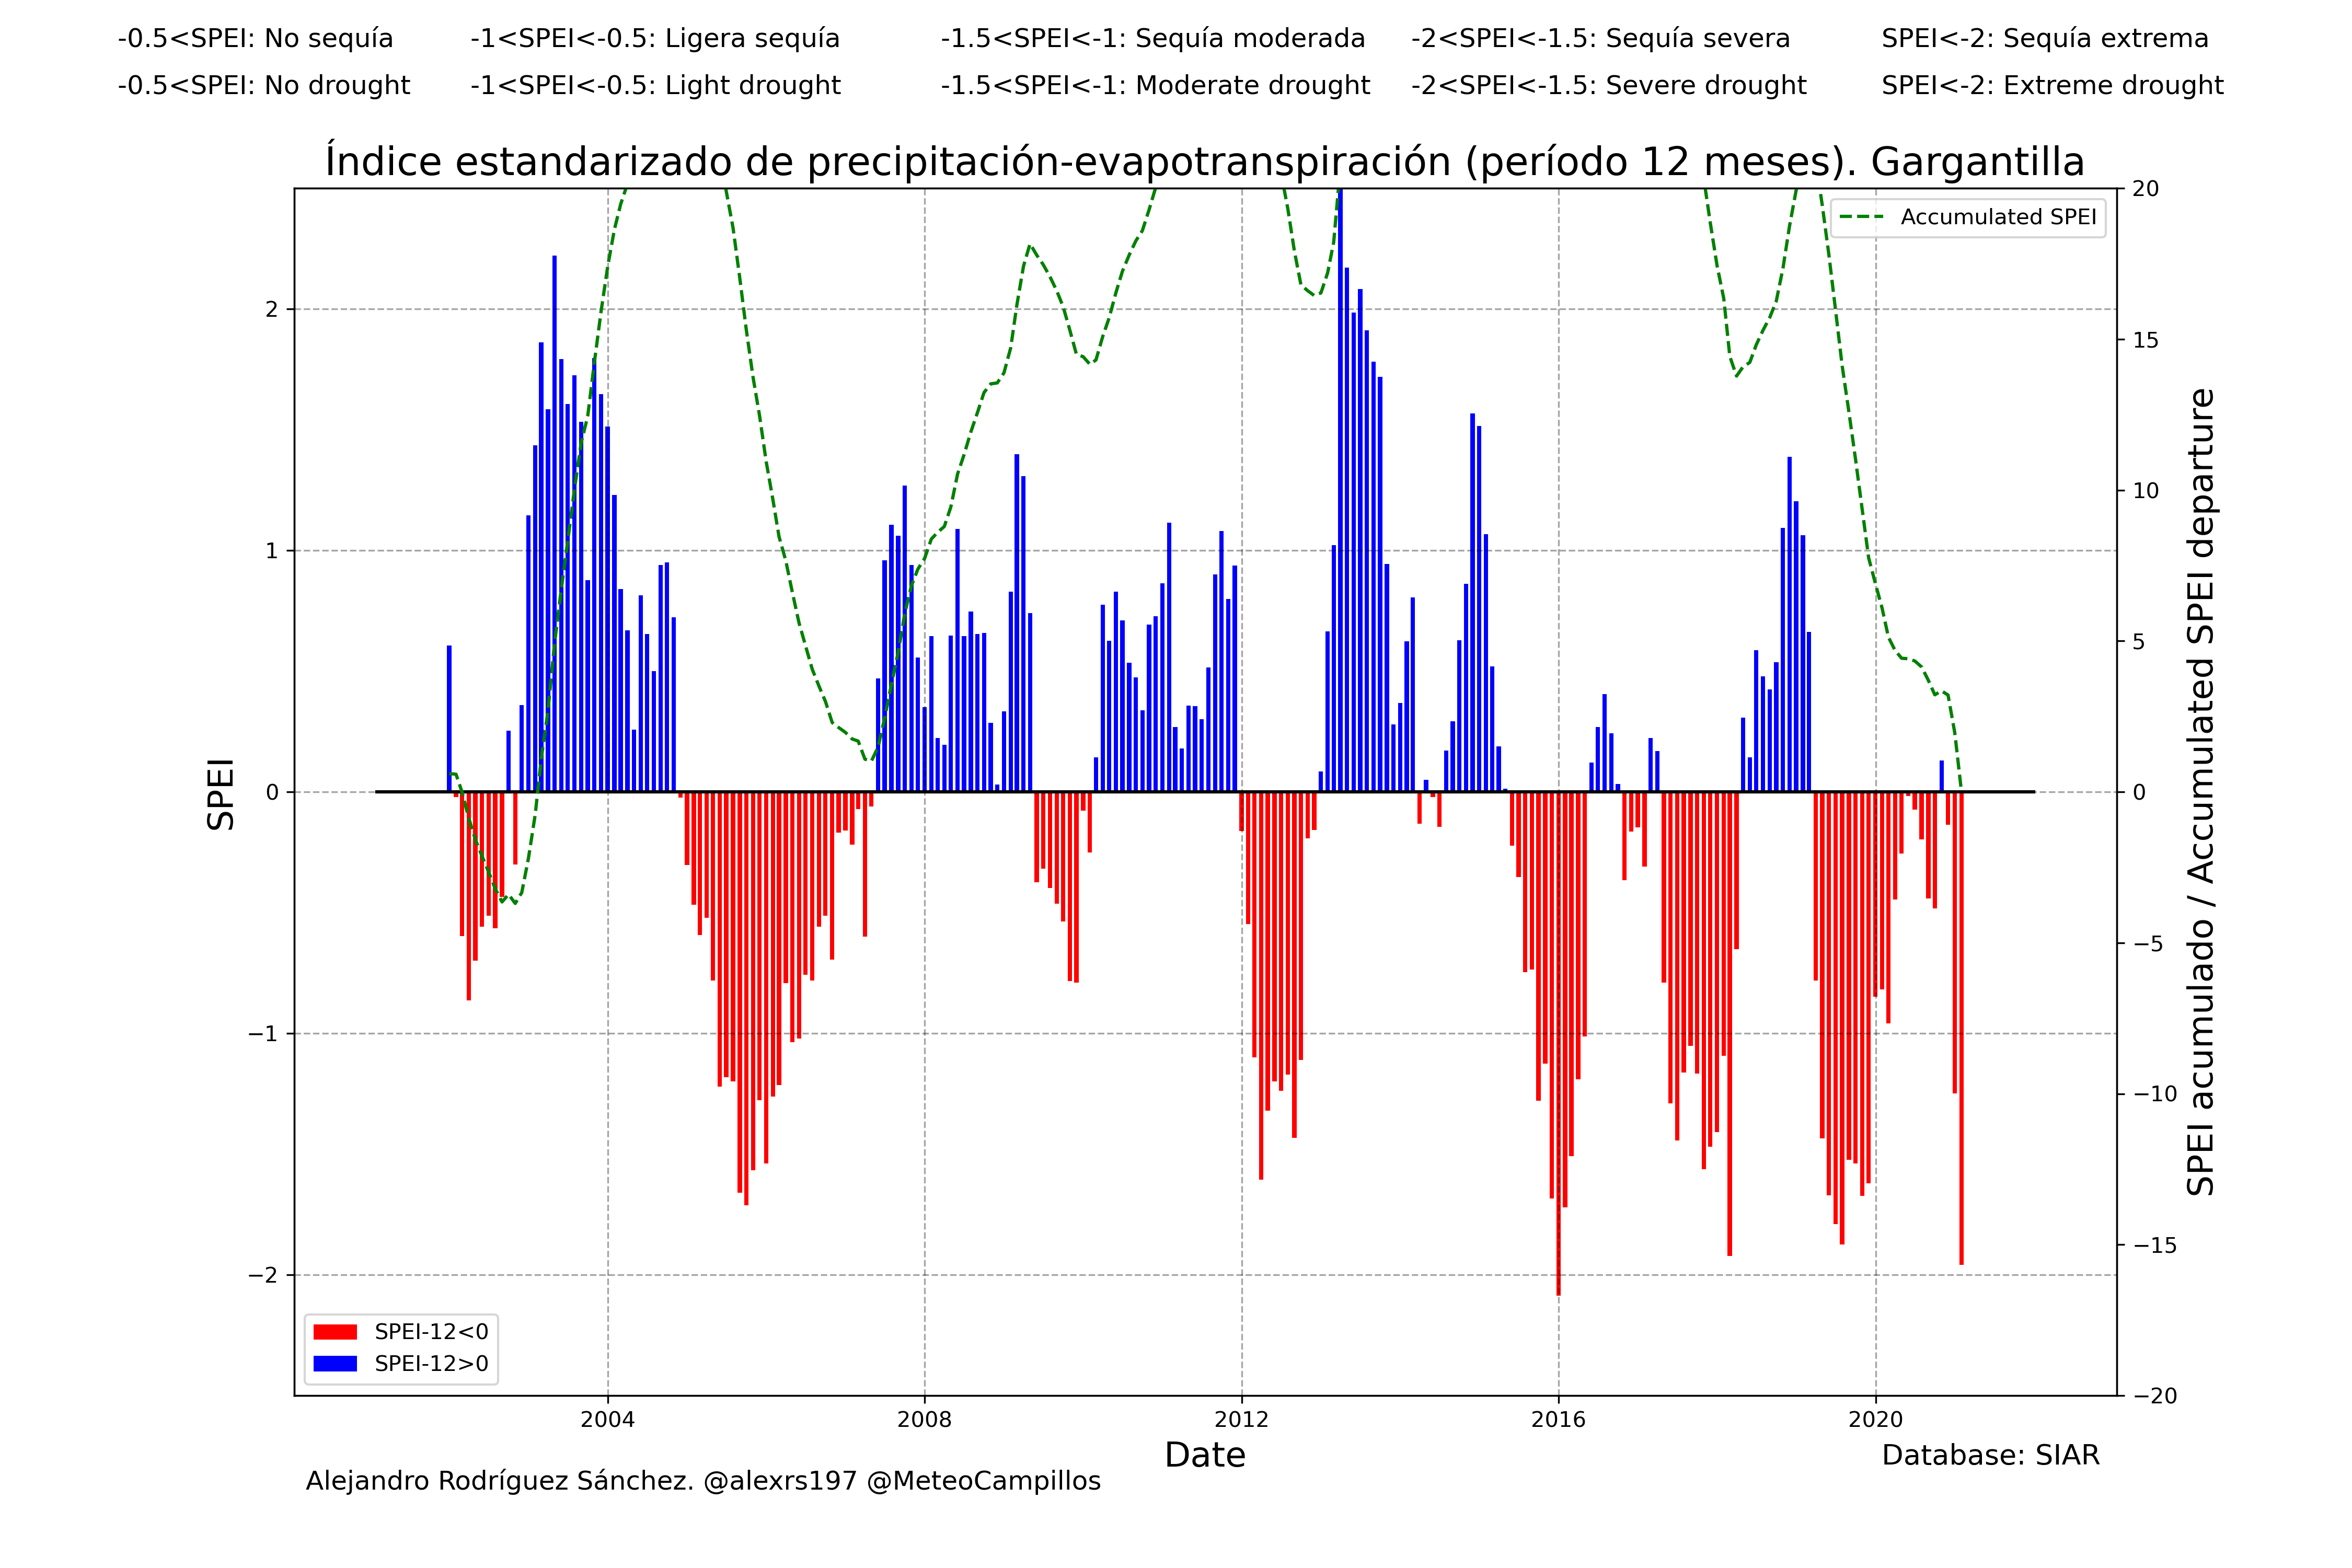 -0.5<SPEI: No sequía -1<SPEI<-0.5: Ligera sequía -1.5<SPEI<-1: Sequía moderada -2<SPEI<-1.5: Sequía severa SPEI<-2: Sequía extrema
-0.5<SPEI: No drought -1<SPEI<-0.5: Light drought -1.5<SPEI<-1: Moderate drought -2<SPEI<-1.5: Severe drought SPEI<-2: Extreme drought
Índice estandarizado de precipitación-evapotranspiración (período 12 meses). Gargantilla
Accumulated SPEI
SPEI
2
1
0
−1
−2
20
15
10
5
0
−5
−10
−15
−20
SPEI acumulado / Accumulated SPEI departure
SPEI-12<0
SPEI-12>0
2004 2008 2012 2016 2020
Date
Database: SIAR
Alejandro Rodríguez Sánchez. @alexrs197 @MeteoCampillos